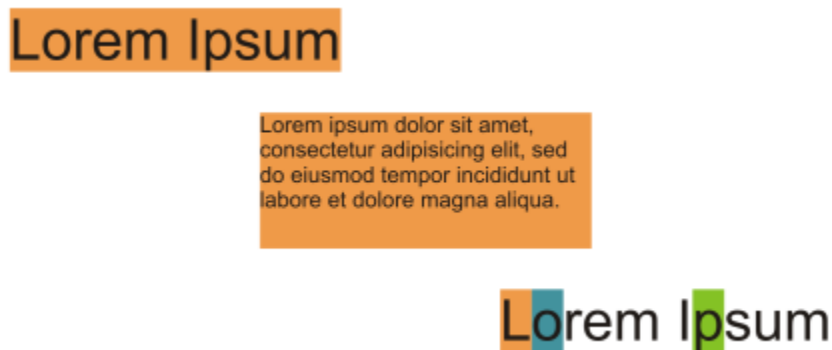 Lorem Ipsum
Lorem ipsum dolor sit amet,
consectetur adipisicing elit, sed
do eiusmod tempor incididunt ut
labore et dolore magna aliqua.
Lorem Ipsum